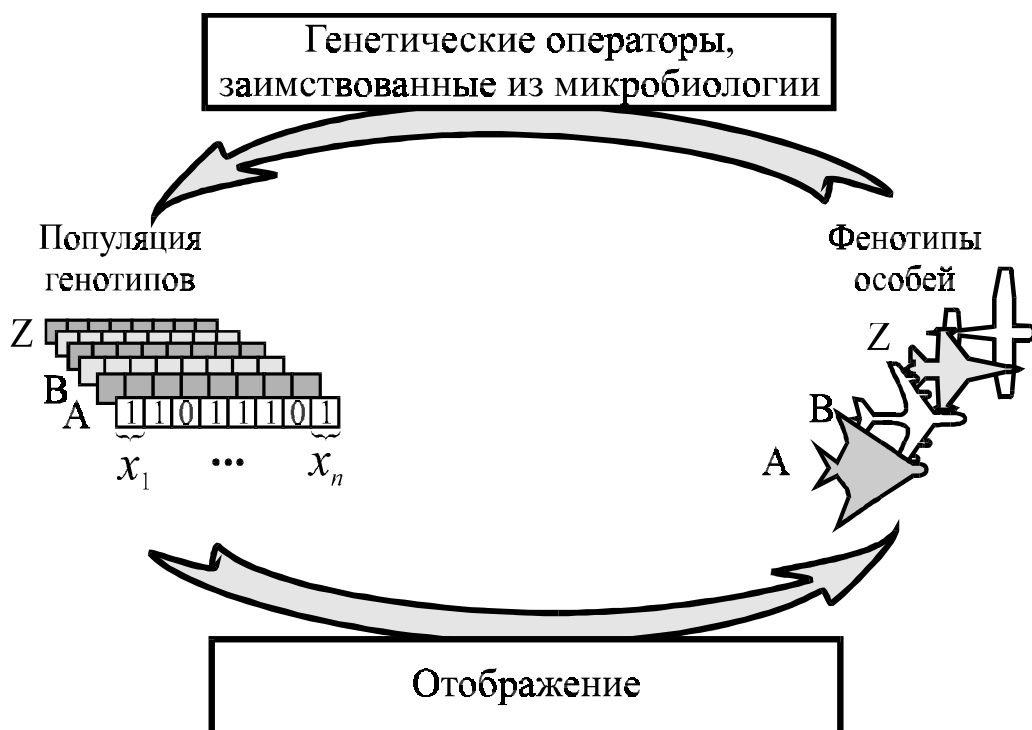 Генетические операторы,
заимствованные из микробиологии
Популяция
генотипов
Z
B
A
1 1 0 1 1 1 0 1
x1 ... xn
Фенотипы
особей
Z
B
A
Отображение